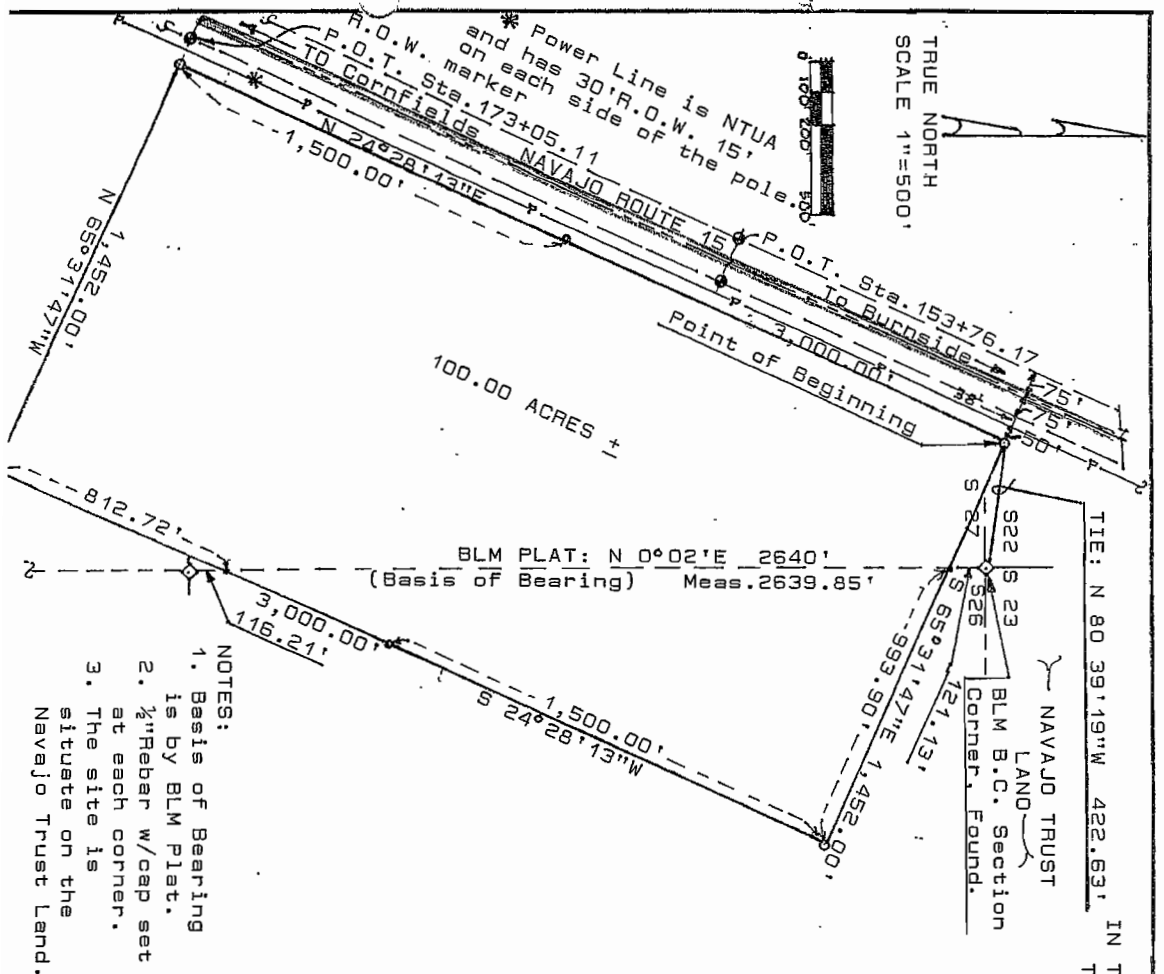 TRUE NORTH
SCALE 1"=500'
0 100 200 500
* Power Line is NTUA
and has 30'R.O.W. 15'
on each side of the pole.
R.O.W. marker
P.O.T. Sta.173+05.11
TO Cornfields
NAVAJO ROUTE 15
P.O.T. Sta.153+76.17
To Burnside
N 24°28'13"E
1,500.00'
3,000.00'
Point of Beginning
75'
75'
38'
50'
TIE: N 80 39'19"W 422.63'
IN T
T
NAVAJO TRUST
LAND
BLM B.C. Section
Corner, Found.
S22 S 23
S 27 S26
S 65°31'47"E 1,452.00'
121.13'
993.90'
1,452.00'
N 65°31'47"W
100.00 ACRES ±
BLM PLAT: N 0°02'E 2640'
(Basis of Bearing) Meas.2639.85'
812.72'
3,000.00'
116.21'
1,500.00'
S 24°28'13"W
NOTES:
1. Basis of Bearing
is by BLM Plat.
2. ½"Rebar w/cap set
at each corner.
3. The site is
situate on the
Navajo Trust Land.